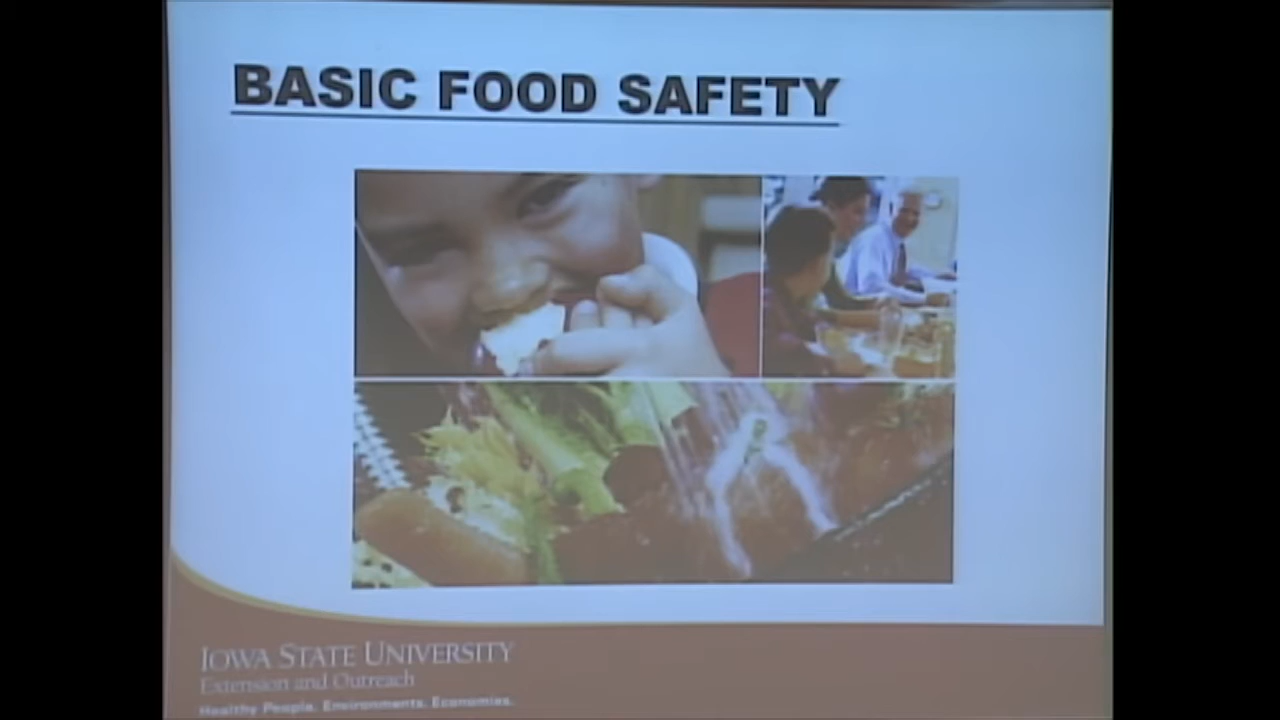 BASIC FOOD SAFETY
IOWA STATE UNIVERSITY
Extension and Outreach
Healthy People. Environments. Economies.